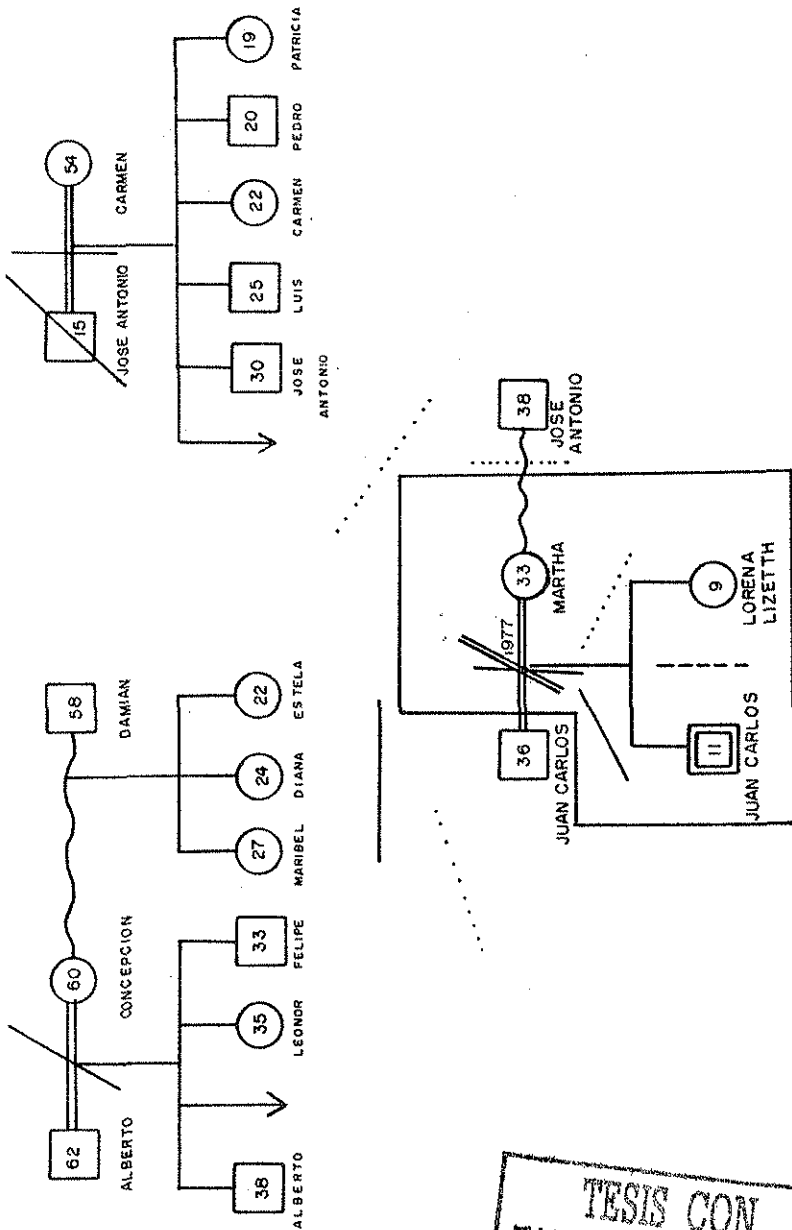 62
60
58
ALBERTO
CONCEPCION
DAMIAN
38
35
33
27
24
22
ALBERTO
LEONOR
FELIPE
MARIBEL
DIANA
ESTELA
15
54
JOSE ANTONIO
CARMEN
30
25
22
20
19
JOSE
ANTONIO
LUIS
CARMEN
PEDRO
PATRICIA
1977
36
33
38
JUAN CARLOS
MARTHA
JOSE
ANTONIO
11
9
JUAN CARLOS
LORENA
LIZETTH
TESIS CON